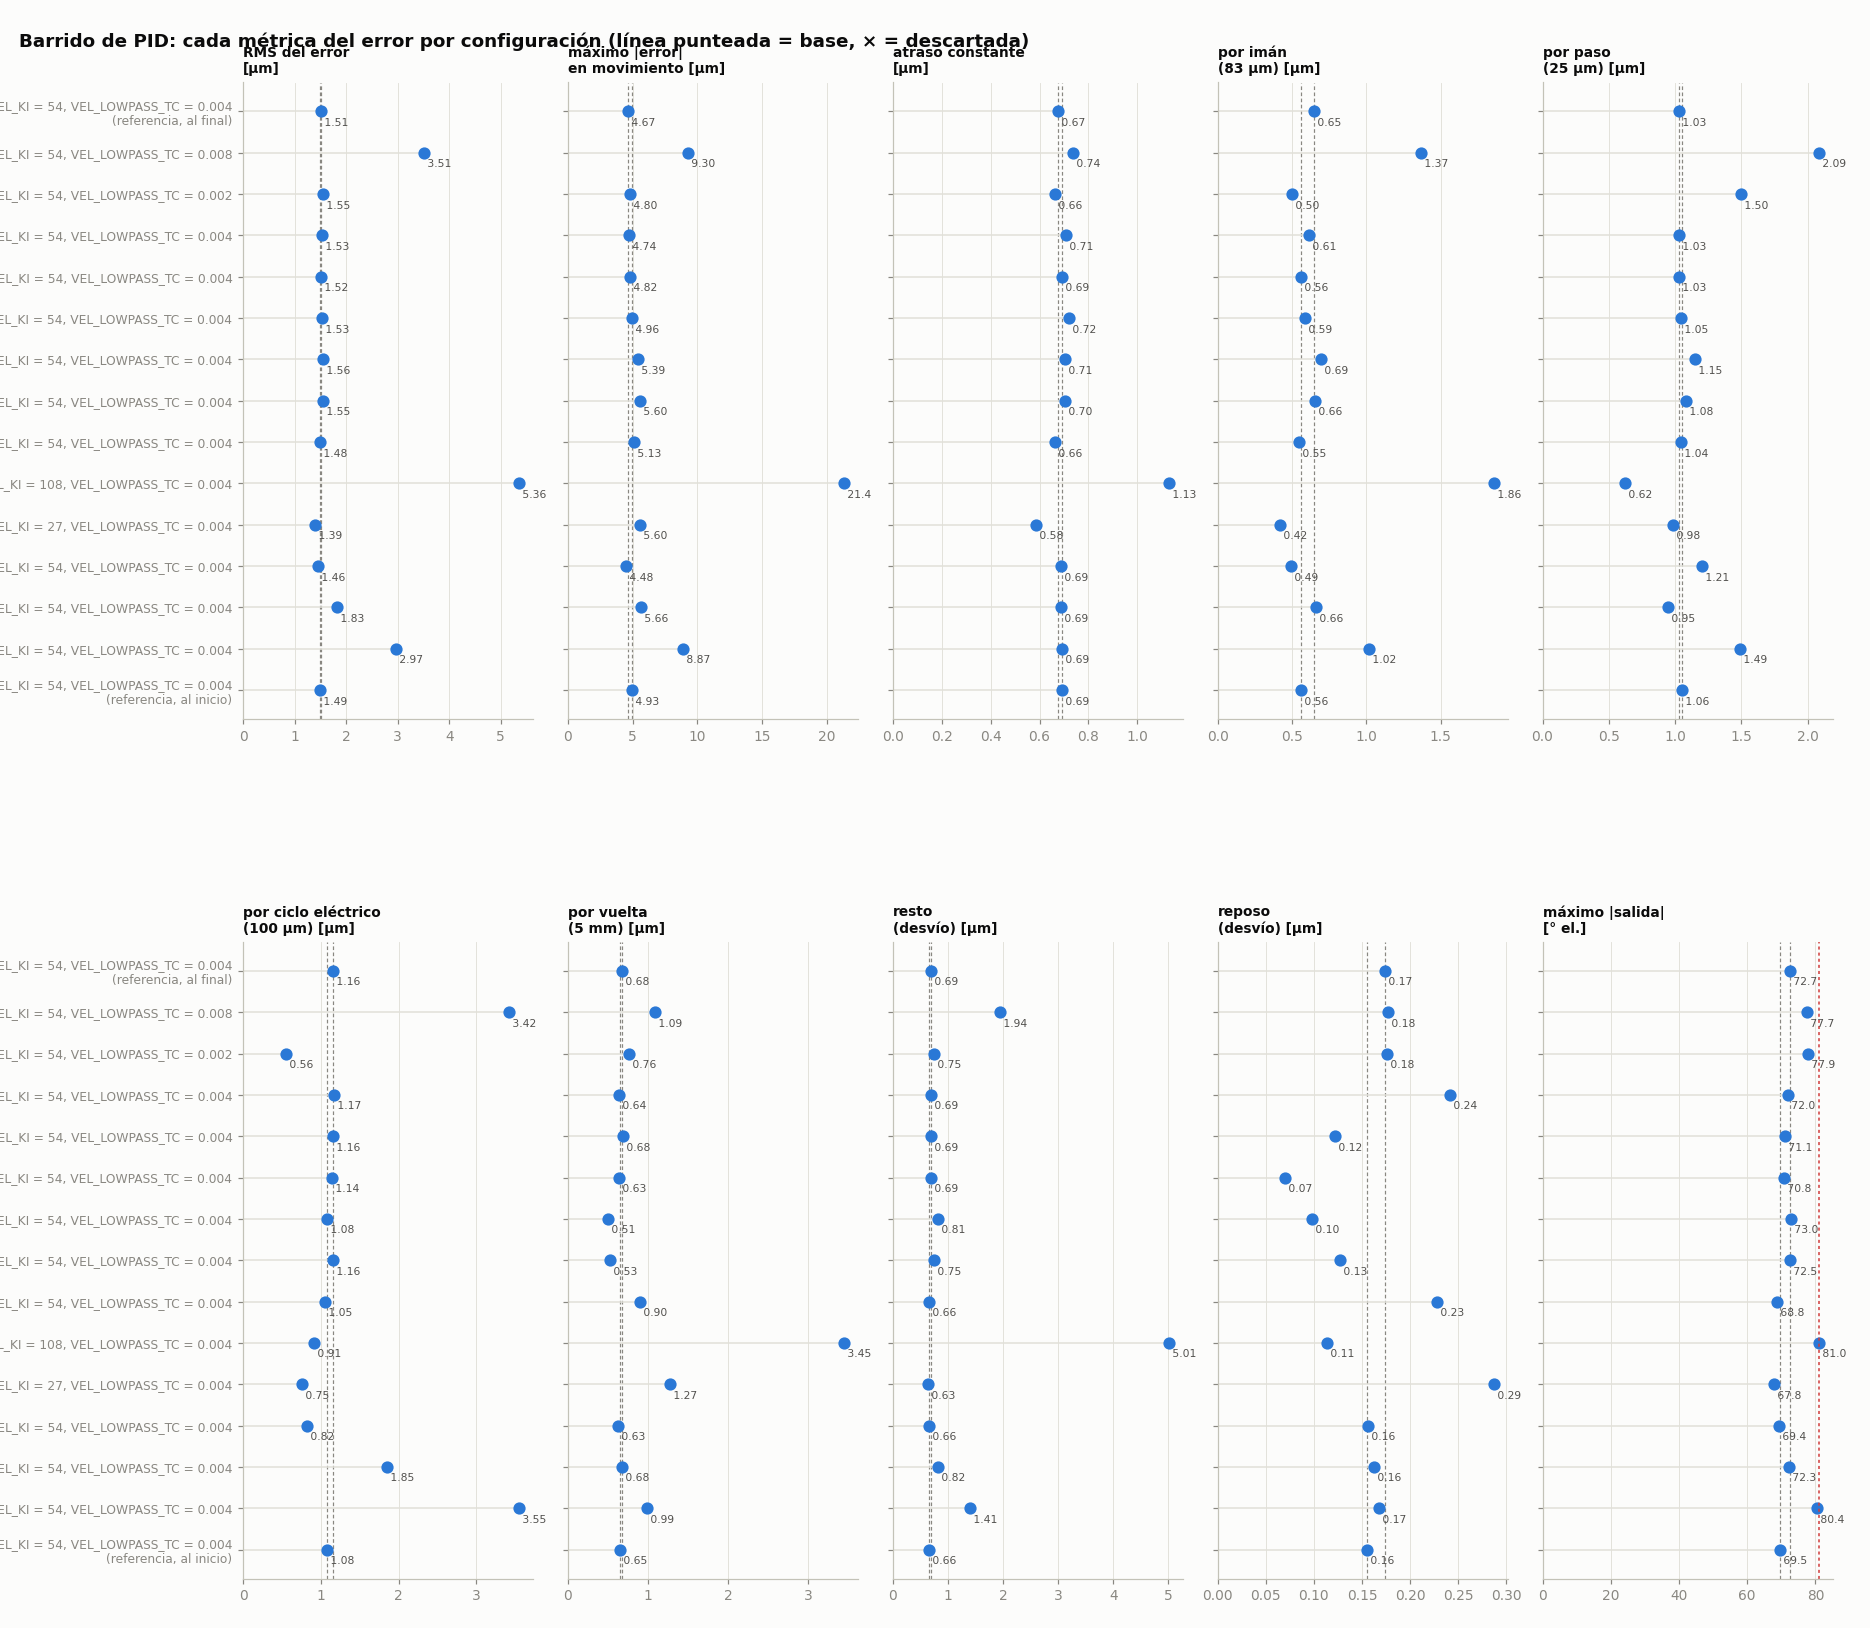 Barrido de PID: cada métrica del error por configuración (línea punteada = base, × = descartada)
RMS del error
[µm]
máximo |error|
en movimiento [µm]
atraso constante
[µm]
por imán
(83 µm) [µm]
por paso
(25 µm) [µm]
EL_KI = 54, VEL_LOWPASS_TC = 0.004
(referencia, al final)
1.51 4.67 0.67 0.65 1.03
EL_KI = 54, VEL_LOWPASS_TC = 0.008
3.51 9.30 0.74 1.37 2.09
EL_KI = 54, VEL_LOWPASS_TC = 0.002
1.55 4.80 0.66 0.50 1.50
EL_KI = 54, VEL_LOWPASS_TC = 0.004
1.53 4.74 0.71 0.61 1.03
EL_KI = 54, VEL_LOWPASS_TC = 0.004
1.52 4.82 0.69 0.56 1.03
EL_KI = 54, VEL_LOWPASS_TC = 0.004
1.53 4.96 0.72 0.59 1.05
EL_KI = 54, VEL_LOWPASS_TC = 0.004
1.56 5.39 0.71 0.69 1.15
EL_KI = 54, VEL_LOWPASS_TC = 0.004
1.55 5.60 0.70 0.66 1.08
EL_KI = 54, VEL_LOWPASS_TC = 0.004
1.48 5.13 0.66 0.55 1.04
L_KI = 108, VEL_LOWPASS_TC = 0.004
5.36 21.4 1.13 1.86 0.62
EL_KI = 27, VEL_LOWPASS_TC = 0.004
1.39 5.60 0.58 0.42 0.98
EL_KI = 54, VEL_LOWPASS_TC = 0.004
1.46 4.48 0.69 0.49 1.21
EL_KI = 54, VEL_LOWPASS_TC = 0.004
1.83 5.66 0.69 0.66 0.95
EL_KI = 54, VEL_LOWPASS_TC = 0.004
2.97 8.87 0.69 1.02 1.49
EL_KI = 54, VEL_LOWPASS_TC = 0.004
(referencia, al inicio)
1.49 4.93 0.69 0.56 1.06
0 1 2 3 4 5
0 5 10 15 20
0.0 0.2 0.4 0.6 0.8 1.0
0.0 0.5 1.0 1.5
0.0 0.5 1.0 1.5 2.0
por ciclo eléctrico
(100 µm) [µm]
por vuelta
(5 mm) [µm]
resto
(desvío) [µm]
reposo
(desvío) [µm]
máximo |salida|
[° el.]
EL_KI = 54, VEL_LOWPASS_TC = 0.004
(referencia, al final)
1.16 0.68 0.69 0.17 72.7
EL_KI = 54, VEL_LOWPASS_TC = 0.008
3.42 1.09 1.94 0.18 77.7
EL_KI = 54, VEL_LOWPASS_TC = 0.002
0.56 0.76 0.75 0.18 77.9
EL_KI = 54, VEL_LOWPASS_TC = 0.004
1.17 0.64 0.69 0.24 72.0
EL_KI = 54, VEL_LOWPASS_TC = 0.004
1.16 0.68 0.69 0.12 71.1
EL_KI = 54, VEL_LOWPASS_TC = 0.004
1.14 0.63 0.69 0.07 70.8
EL_KI = 54, VEL_LOWPASS_TC = 0.004
1.08 0.51 0.81 0.10 73.0
EL_KI = 54, VEL_LOWPASS_TC = 0.004
1.16 0.53 0.75 0.13 72.5
EL_KI = 54, VEL_LOWPASS_TC = 0.004
1.05 0.90 0.66 0.23 68.8
L_KI = 108, VEL_LOWPASS_TC = 0.004
0.91 3.45 5.01 0.11 81.0
EL_KI = 27, VEL_LOWPASS_TC = 0.004
0.75 1.27 0.63 0.29 67.8
EL_KI = 54, VEL_LOWPASS_TC = 0.004
0.82 0.63 0.66 0.16 69.4
EL_KI = 54, VEL_LOWPASS_TC = 0.004
1.85 0.68 0.82 0.16 72.3
EL_KI = 54, VEL_LOWPASS_TC = 0.004
3.55 0.99 1.41 0.17 80.4
EL_KI = 54, VEL_LOWPASS_TC = 0.004
(referencia, al inicio)
1.08 0.65 0.66 0.16 69.5
0 1 2 3
0 1 2 3
0 1 2 3 4 5
0.00 0.05 0.10 0.15 0.20 0.25 0.30
0 20 40 60 80